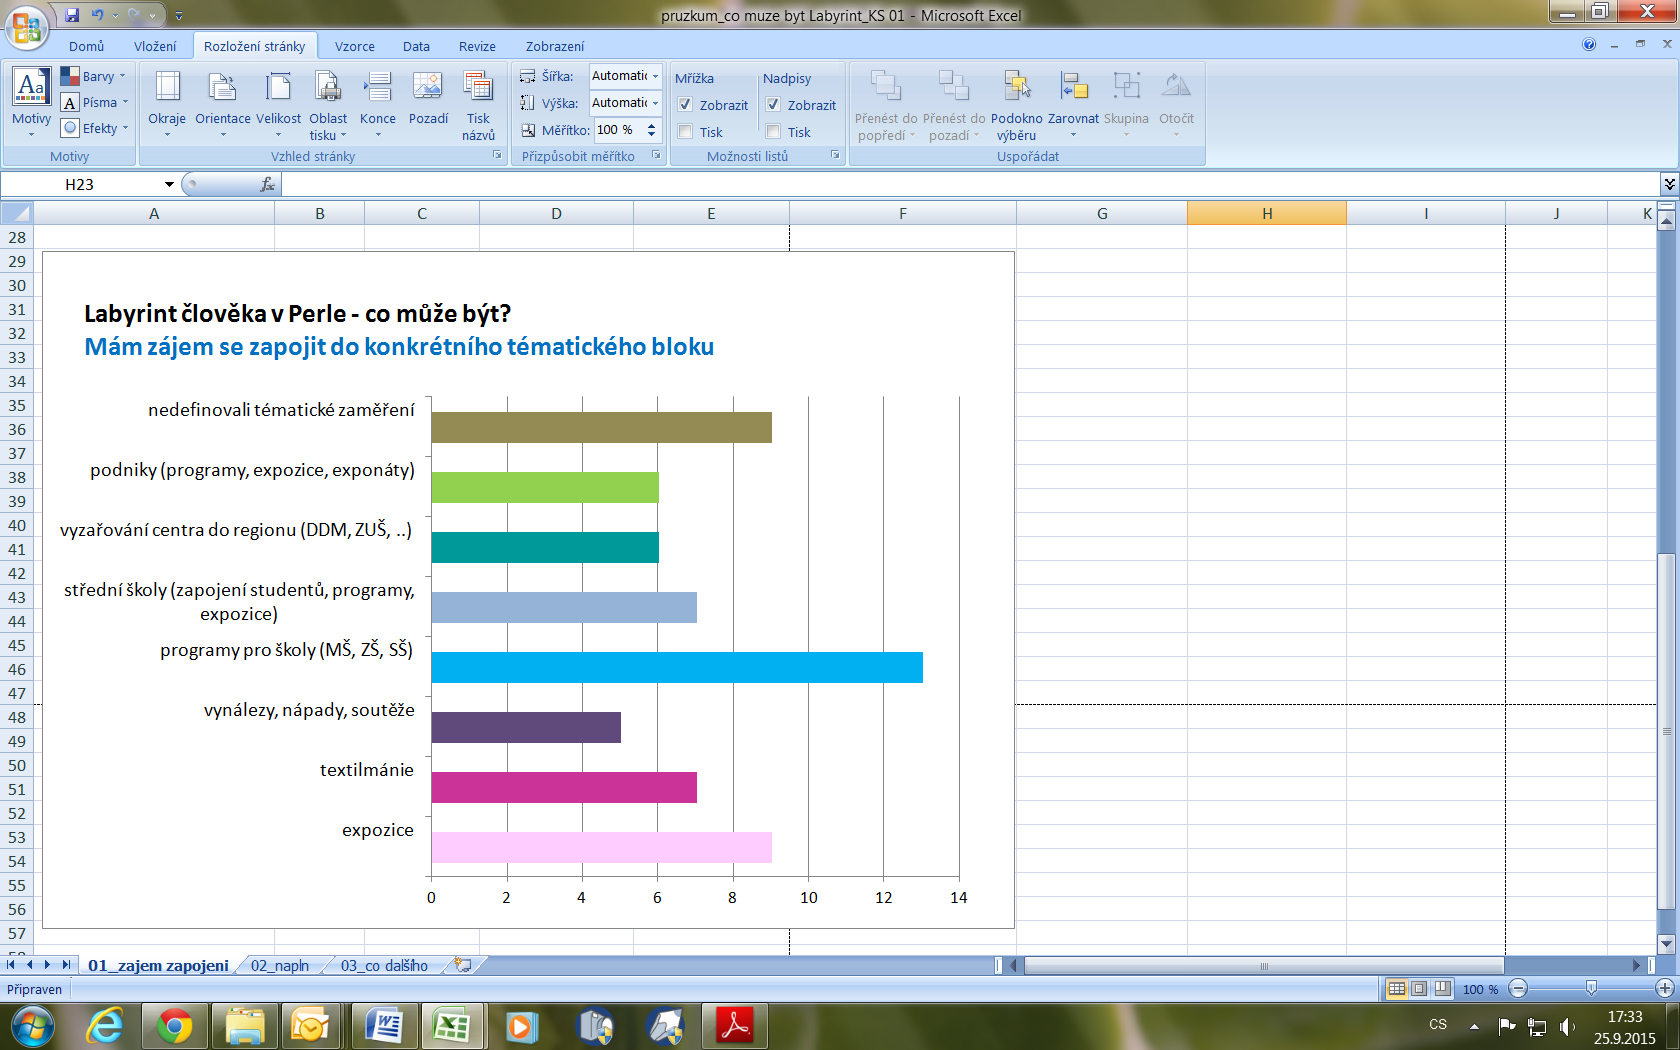 pruzkum_co muze byt Labyrint_KS 01 - Microsoft Excel
Domů Vložení Rozložení stránky Vzorce Data Revize Zobrazení
Motivy
Barvy
Písma
Efekty
Motivy
Okraje Orientace Velikost Oblast tisku Konce Pozadí Tisk názvů
Vzhled stránky
Šířka: Automatic
Výška: Automatic
Měřítko: 100 %
Přizpůsobit měřítko
Mřížka Nadpisy
Zobrazit Zobrazit
Tisk Tisk
Možnosti listů
Přenést do popředí Přenést do pozadí Podokno výběru Zarovnat Skupina Otočit
Uspořádat
H23
A B C D E F G H I J K
28
29
30
31
32
33
34
35
36
37
38
39
40
41
42
43
44
45
46
47
48
49
50
51
52
53
54
55
56
57
58
Labyrint člověka v Perle - co může být?
Mám zájem se zapojit do konkrétního tématického bloku
nedefinovali tématické zaměření
podniky (programy, expozice, exponáty)
vyzařování centra do regionu (DDM, ZUŠ, ..)
střední školy (zapojení studentů, programy,
expozice)
programy pro školy (MŠ, ZŠ, SŠ)
vynálezy, nápady, soutěže
textilmánie
expozice
0 2 4 6 8 10 12 14
01_zajem zapojeni 02_napln 03_co dalšího
Připraven
100 %
CS
17:33
25.9.2015